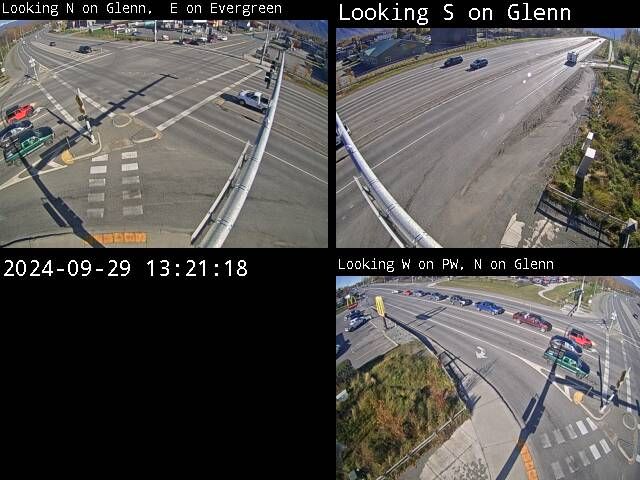 Looking N on Glenn, E on Evergreen
Looking S on Glenn
2024-09-29 13:21:18
Looking W on PW, N on Glenn